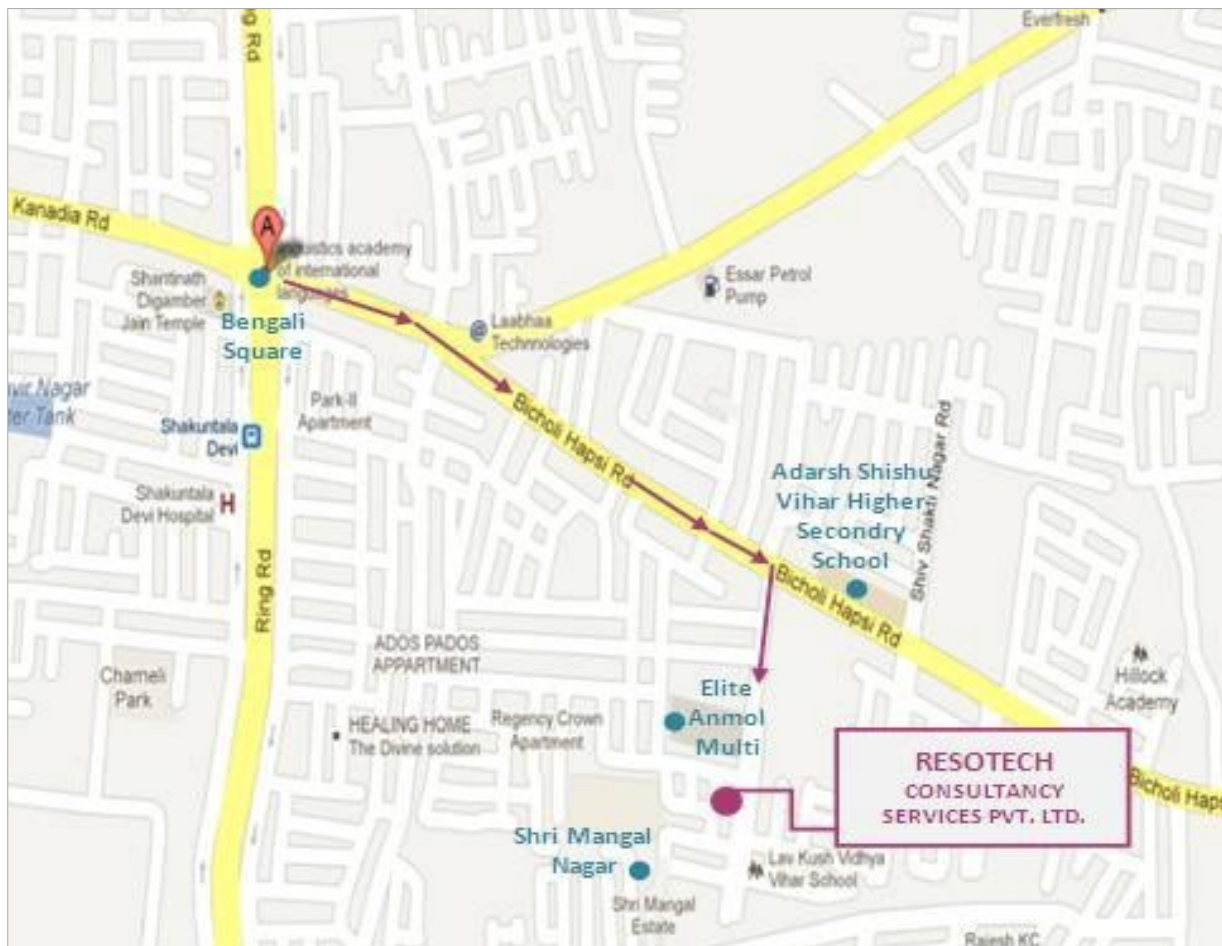 ng Rd
Everfresh
Kanadia Rd
A
of international
Shantinath
Digamber
Jain Temple
Bengali
Square
Essar Petrol
Pump
Laabhaa
Technnologies
Park-II
Apartment
Shakuntala
Devi
Shakuntala
Devi Hospital
H
Ring Rd
Bicholi Hapsi Rd
Adarsh Shishu
Vihar Higher
Secondry
School
Shiv Shakti Nagar Rd
Bicholi Hapsi Rd
ADOS PADOS
APPARTMENT
Chameli
Park
HEALING HOME
The Divine solution
Regency Crown
Apartment
Elite
Anmol
Multi
Hillock
Academy
RESOTECH
CONSULTANCY
SERVICES PVT. LTD.
Bicholi Haps
Shri Mangal
Nagar
Lav Kush Vidhya
Vihar School
Shri Mangal
Estate
Rajesh KC